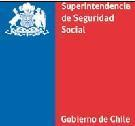 Superintendencia
de Seguridad
Social
Gobierno de Chile